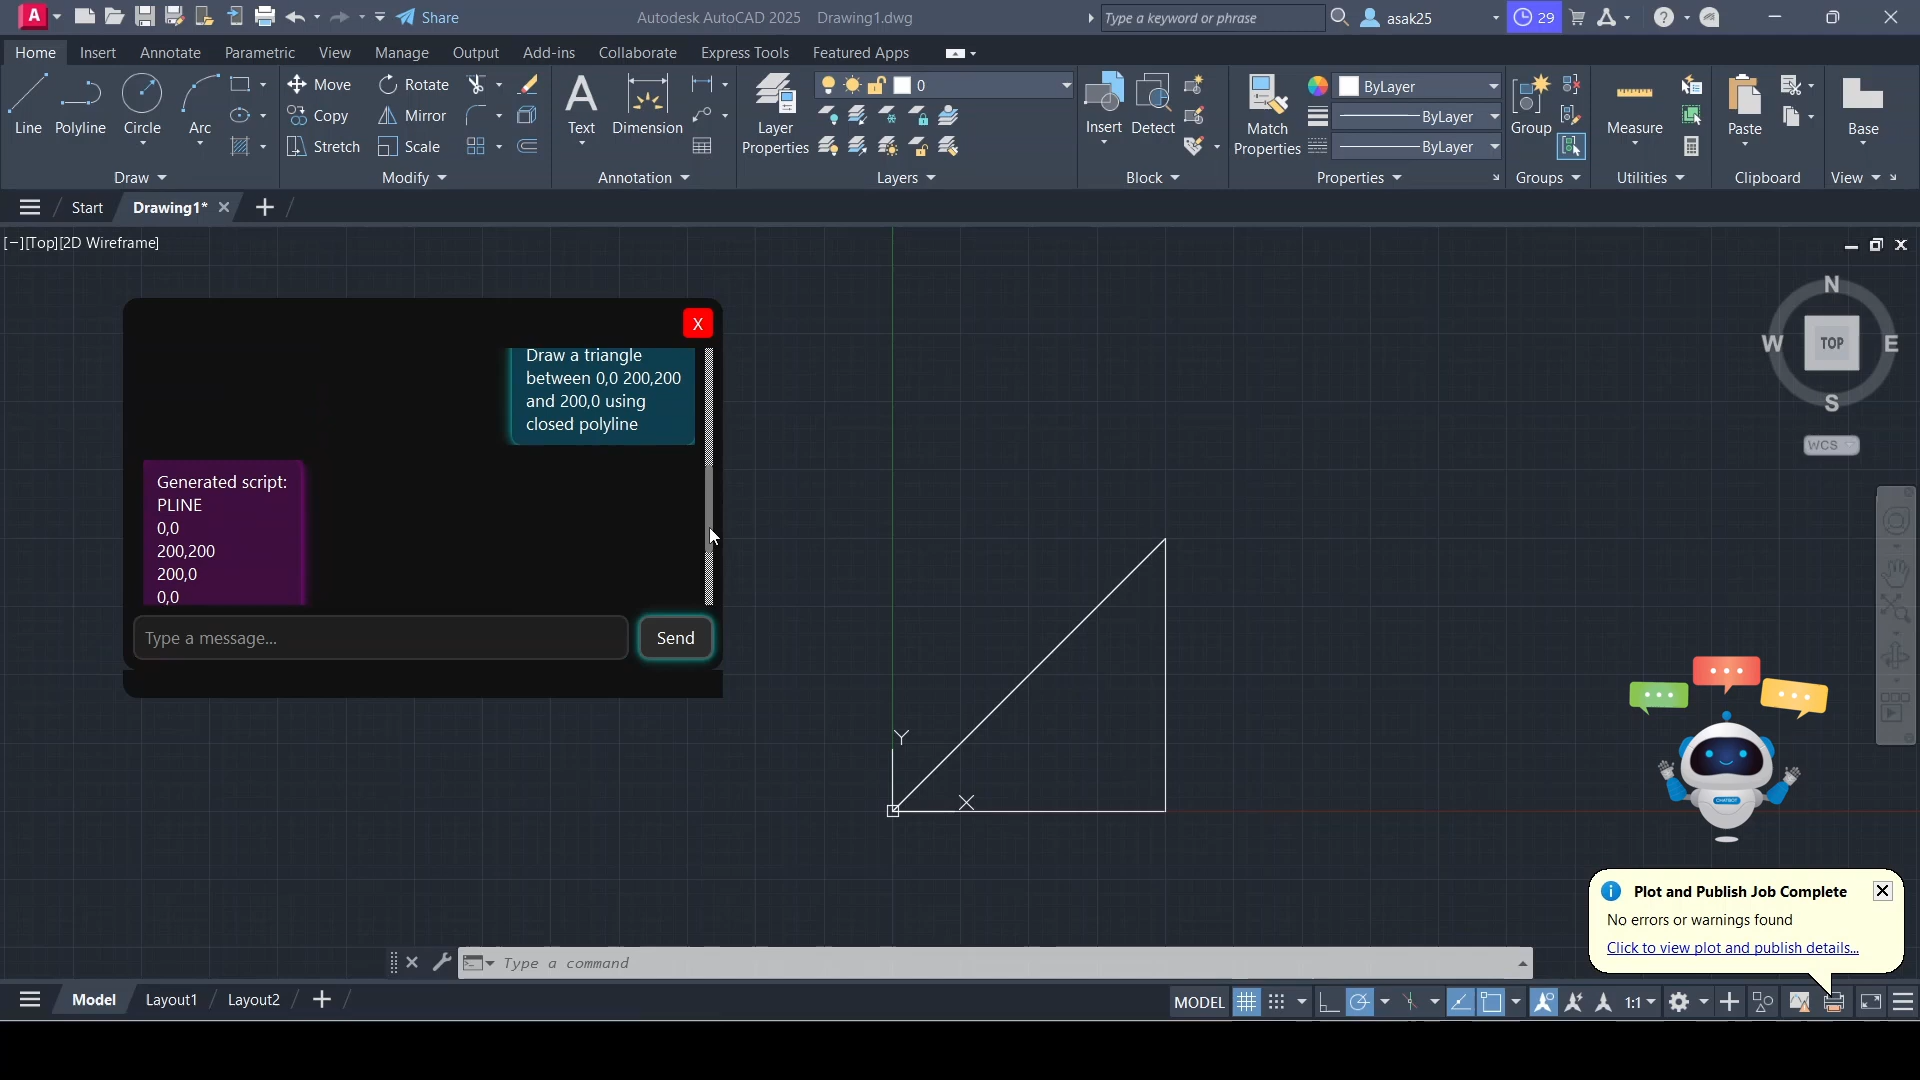 Share
Autodesk AutoCAD 2025 Drawing1.dwg
Type a keyword or phrase
asak25
29
Home Insert Annotate Parametric View Manage Output Add-ins Collaborate Express Tools Featured Apps
Line
Polyline
Circle
Arc
Draw
Move
Copy
Stretch
Rotate
Mirror
Scale
Modify
Text
Dimension
Annotation
Layer
Properties
0
Layers
Insert
Detect
Block
Match
Properties
ByLayer
ByLayer
ByLayer
Properties
Group
Groups
Measure
Utilities
Paste
Clipboard
Base
View
Start
Drawing1*
[−][Top][2D Wireframe]
X
Draw a triangle
between 0,0 200,200
and 200,0 using
closed polyline
Generated script:
PLINE
0,0
200,200
200,0
0,0
Type a message...
Send
Y
X
N
W
TOP
E
S
WCS
CHATBOT
Plot and Publish Job Complete
No errors or warnings found
Click to view plot and publish details...
Type a command
Model
Layout1
Layout2
MODEL
1:1